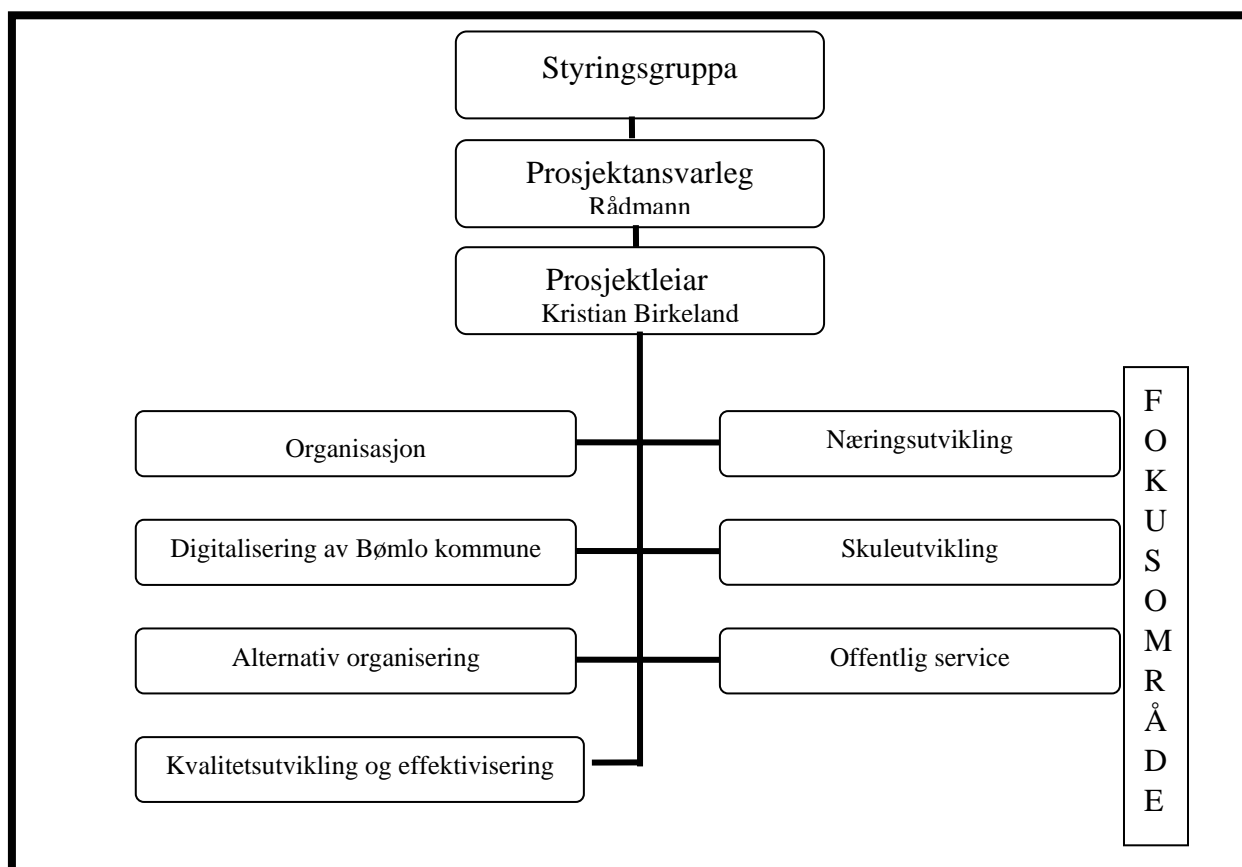 Styringsgruppa
Prosjektansvarleg
Rådmann
Prosjektleiar
Kristian Birkeland
Organisasjon
Næringsutvikling
Digitalisering av Bømlo kommune
Skuleutvikling
Alternativ organisering
Offentlig service
Kvalitetsutvikling og effektivisering
F
O
K
U
S
O
M
R
Å
D
E